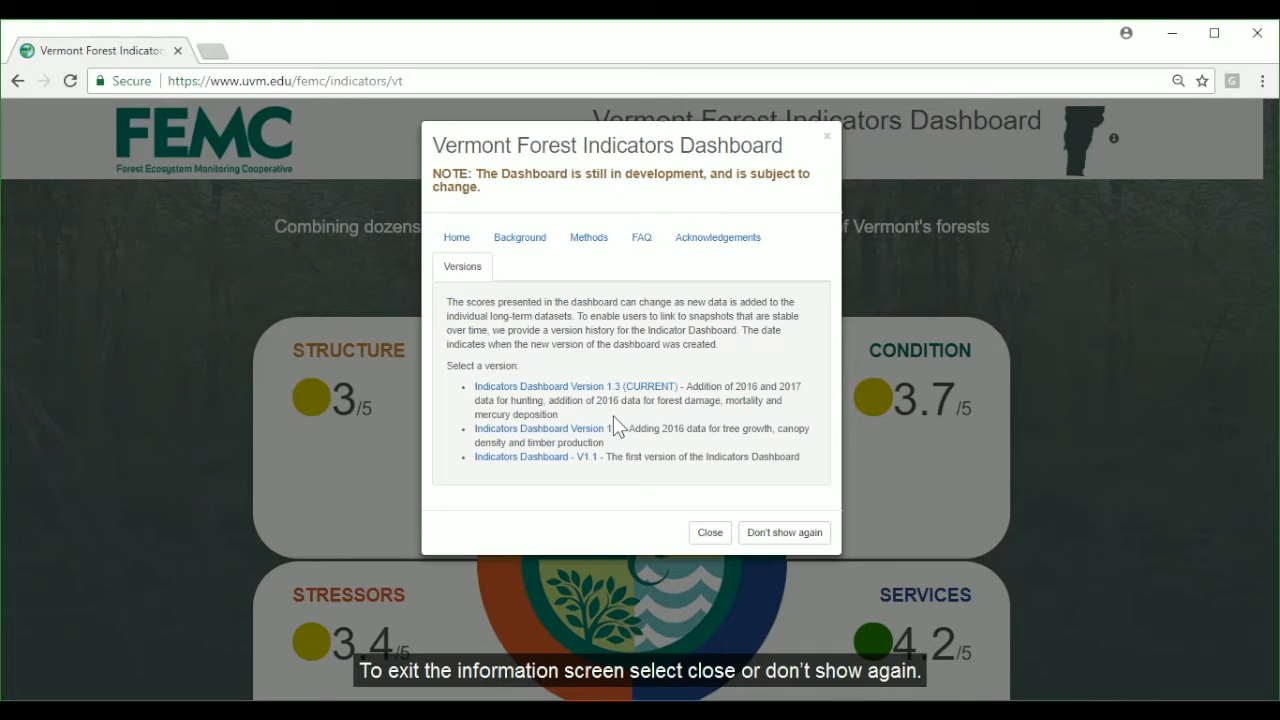 Vermont Forest Indicator
Secure
https://www.uvm.edu/femc/indicators/vt
G
FEMC
Forest Ecosystem Monitoring Cooperative
Vermont Forest Indicators Dashboard
Combining dozens
of Vermont's forests
Vermont Forest Indicators Dashboard
×
NOTE: The Dashboard is still in development, and is subject to
change.
Home Background Methods FAQ Acknowledgements
Versions
The scores presented in the dashboard can change as new data is added to the
individual long-term datasets. To enable users to link to snapshots that are stable
over time, we provide a version history for the Indicator Dashboard. The date
indicates when the new version of the dashboard was created.
Select a version:
Indicators Dashboard Version 1.3 (CURRENT) - Addition of 2016 and 2017
data for hunting, addition of 2016 data for forest damage, mortality and
mercury deposition
Indicators Dashboard Version Adding 2016 data for tree growth, canopy
density and timber production
Indicators Dashboard - V1.1 - The first version of the Indicators Dashboard
Close Don't show again
STRUCTURE
3/5
CONDITION
3.7/5
STRESSORS
3.4/5
SERVICES
4.2/5
To exit the information screen select close or don't show again.